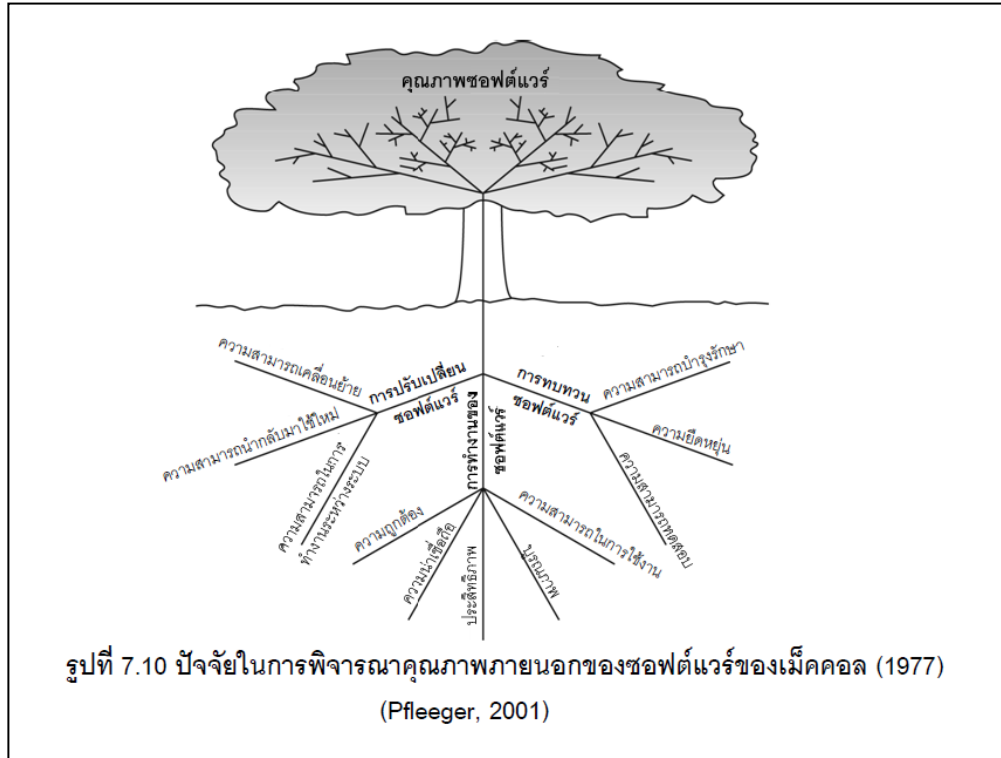 คุณภาพซอฟต์แวร์
การปรับเปลี่ยน
ซอฟต์แวร์
ความสามารถเคลื่อนย้าย
ความสามารถนำกลับมาใช้ใหม่
ความสามารถในการ
ทำงานระหว่างระบบ
การทำงานของ
ซอฟต์แวร์
ความถูกต้อง
ความน่าเชื่อถือ
ประสิทธิภาพ
บูรณภาพ
ความสามารถในการใช้งาน
การทบทวน
ซอฟต์แวร์
ความสามารถบำรุงรักษา
ความยืดหยุ่น
ความสามารถทดสอบ
รูปที่ 7.10 ปัจจัยในการพิจารณาคุณภาพภายนอกของซอฟต์แวร์ของเม็คคอล (1977)
(Pfleeger, 2001)